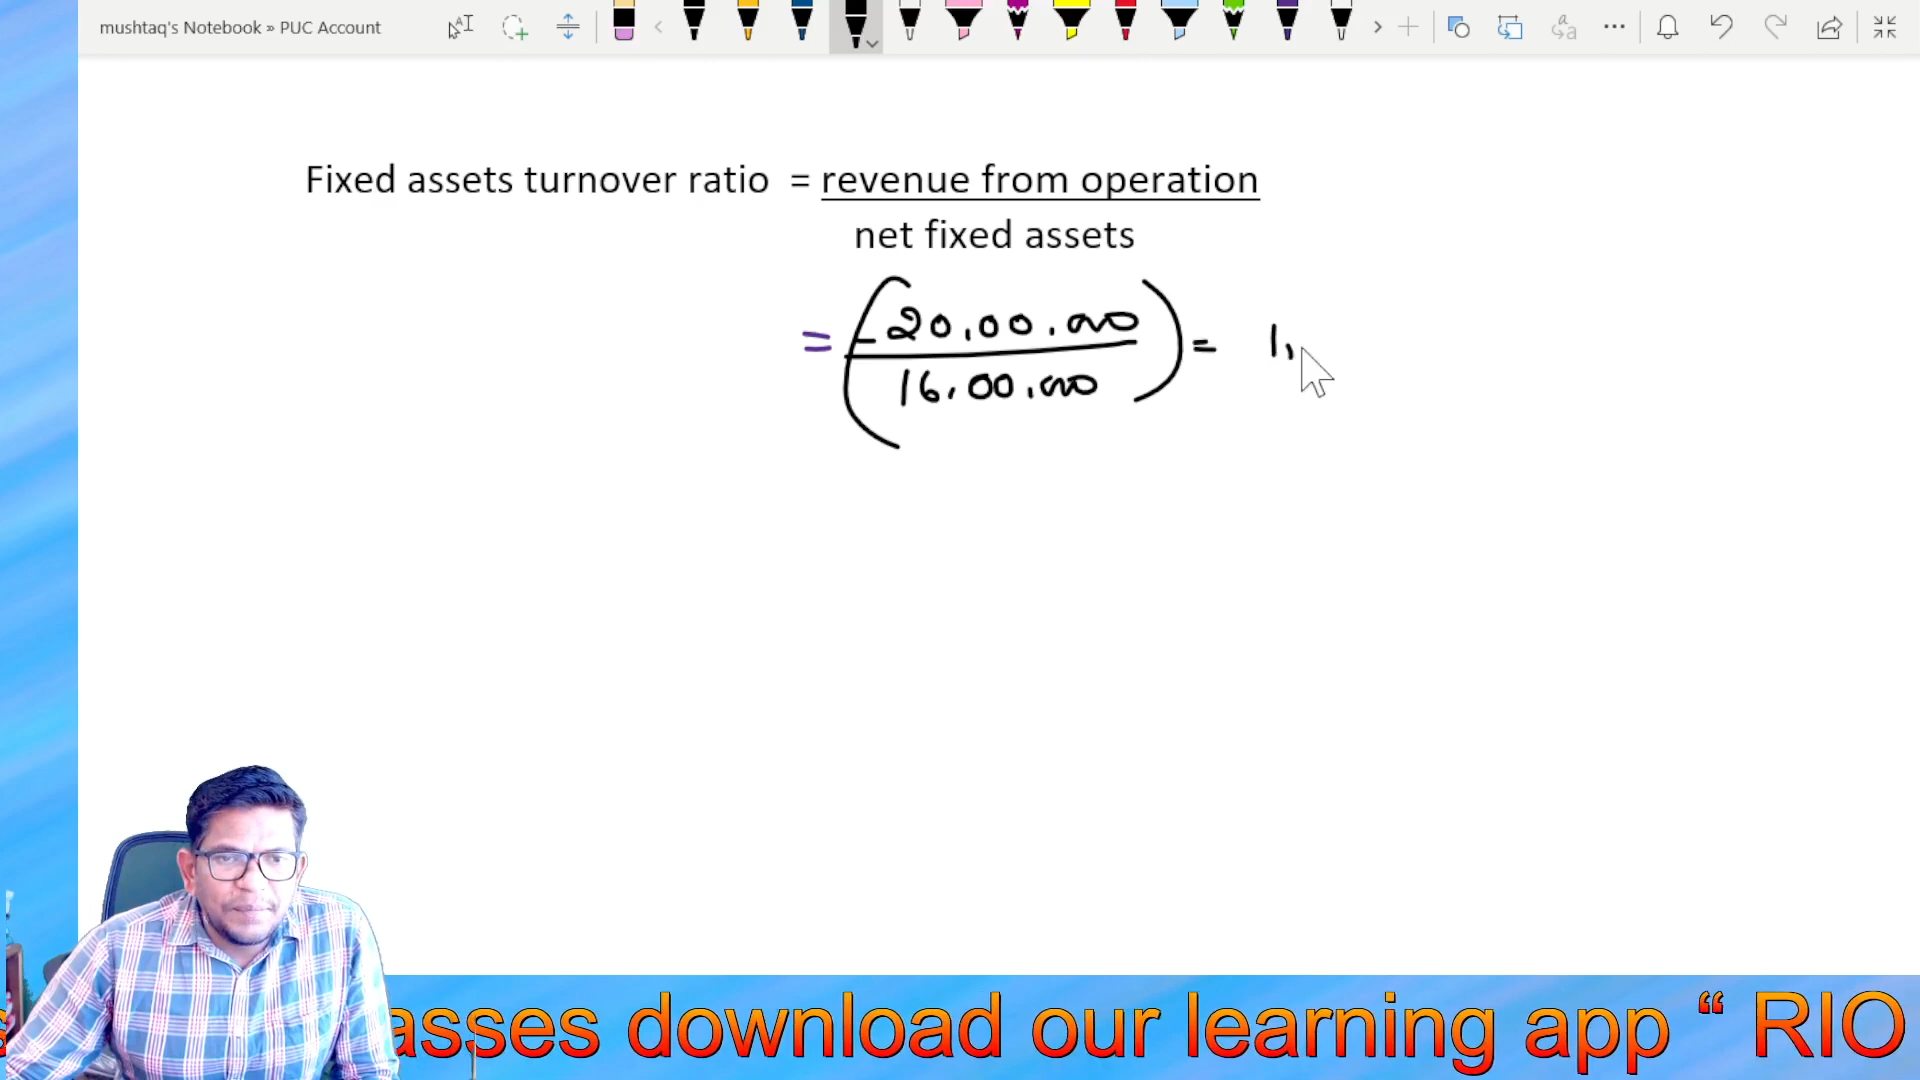 mushtaq's Notebook » PUC Account
Fixed assets turnover ratio = revenue from operation
net fixed assets
= ( 20,00,000 ) = 1,
16,00,000
asses download our learning app “ RIO